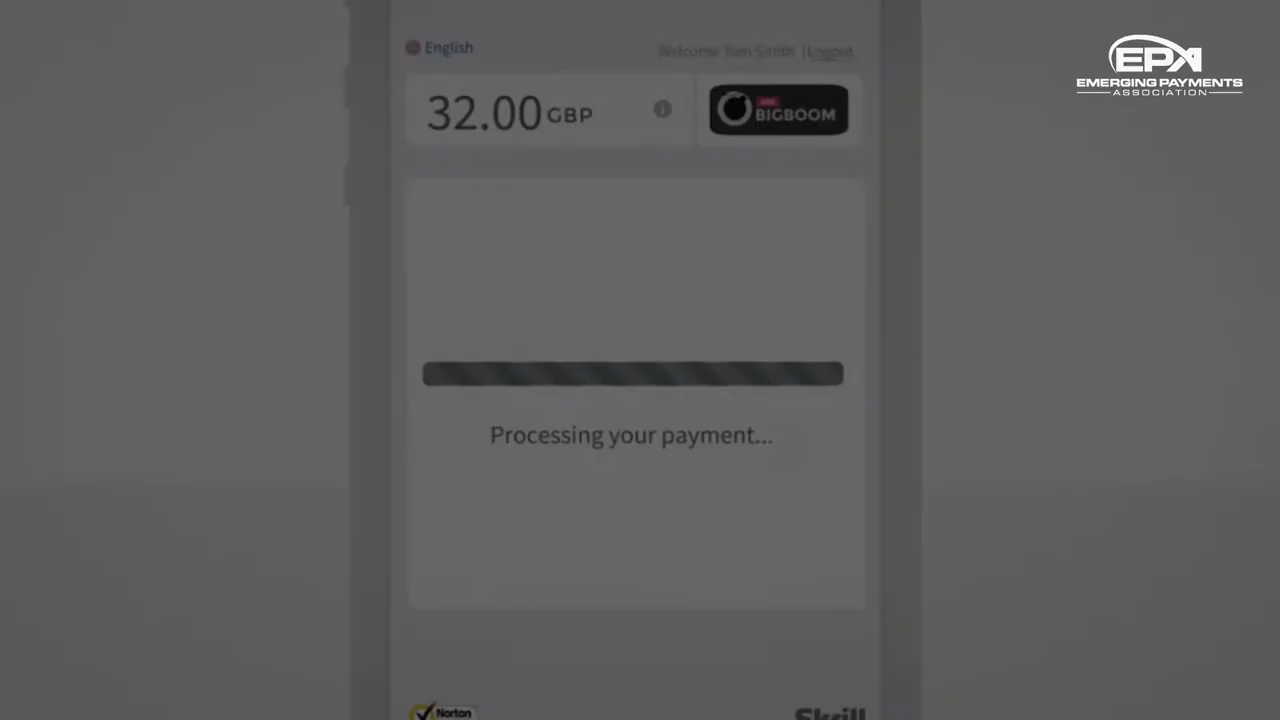 English
Welcome Tom Smith | Logout
32.00 GBP
BIGBOOM
Processing your payment...
Norton
Skrill
EPA
EMERGING PAYMENTS
ASSOCIATION